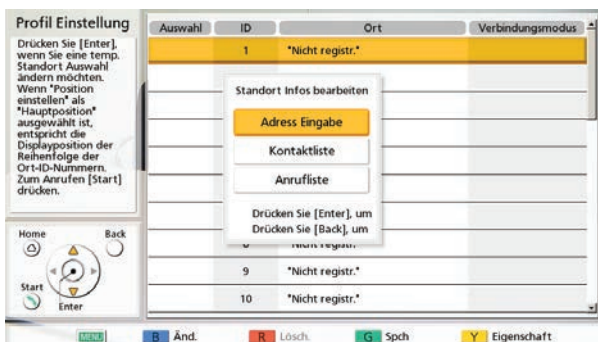 Profil Einstellung
Drücken Sie [Enter],
wenn Sie eine temp.
Standort Auswahl
ändern möchten.
Wenn "Position
einstellen" als
"Hauptposition"
ausgewählt ist,
entspricht die
Displayposition der
Reihenfolge der
Ort-ID-Nummern.
Zum Anrufen [Start]
drücken.
Home Back
Start
Enter
Auswahl ID Ort Verbindungsmodus
1 "Nicht registr."
Standort Infos bearbeiten
Adress Eingabe
Kontaktliste
Anrufliste
Drücken Sie [Enter], um
Drücken Sie [Back], um
8 "Nicht registr."
9 "Nicht registr."
10 "Nicht registr."
MENU B Änd. R Lösch. G Spch Y Eigenschaft